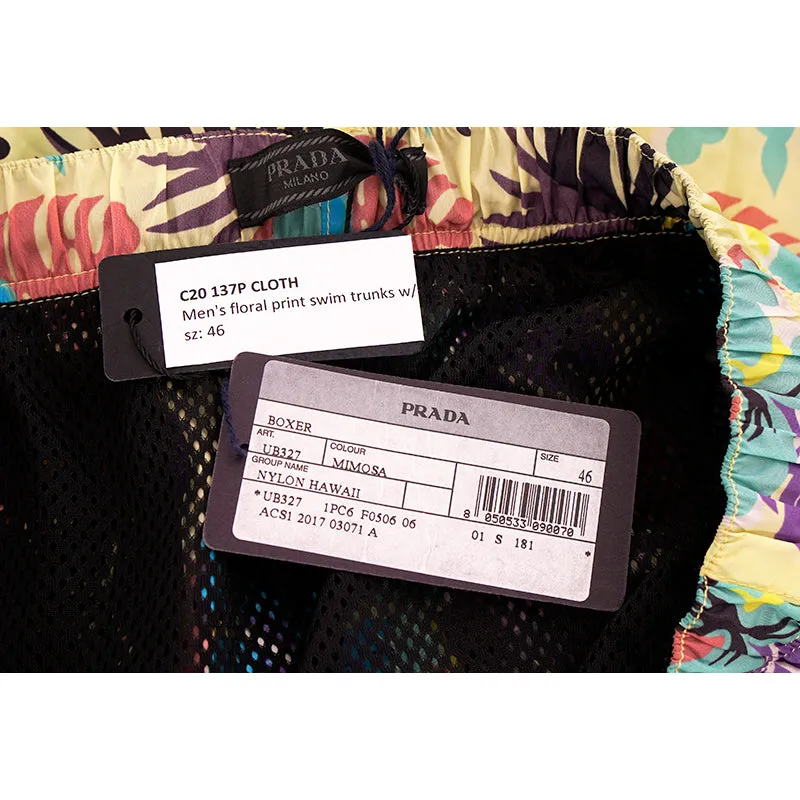 PRADA
MILANO
C20 137P CLOTH
Men's floral print swim trunks w/
sz: 46
PRADA
BOXER
ART. UB327 COLOUR MIMOSA SIZE 46
GROUP NAME
NYLON HAWAII
*UB327 1PC6 F0506 06
ACS1 2017 03071 A
8 050533 090070
01 S 181 *